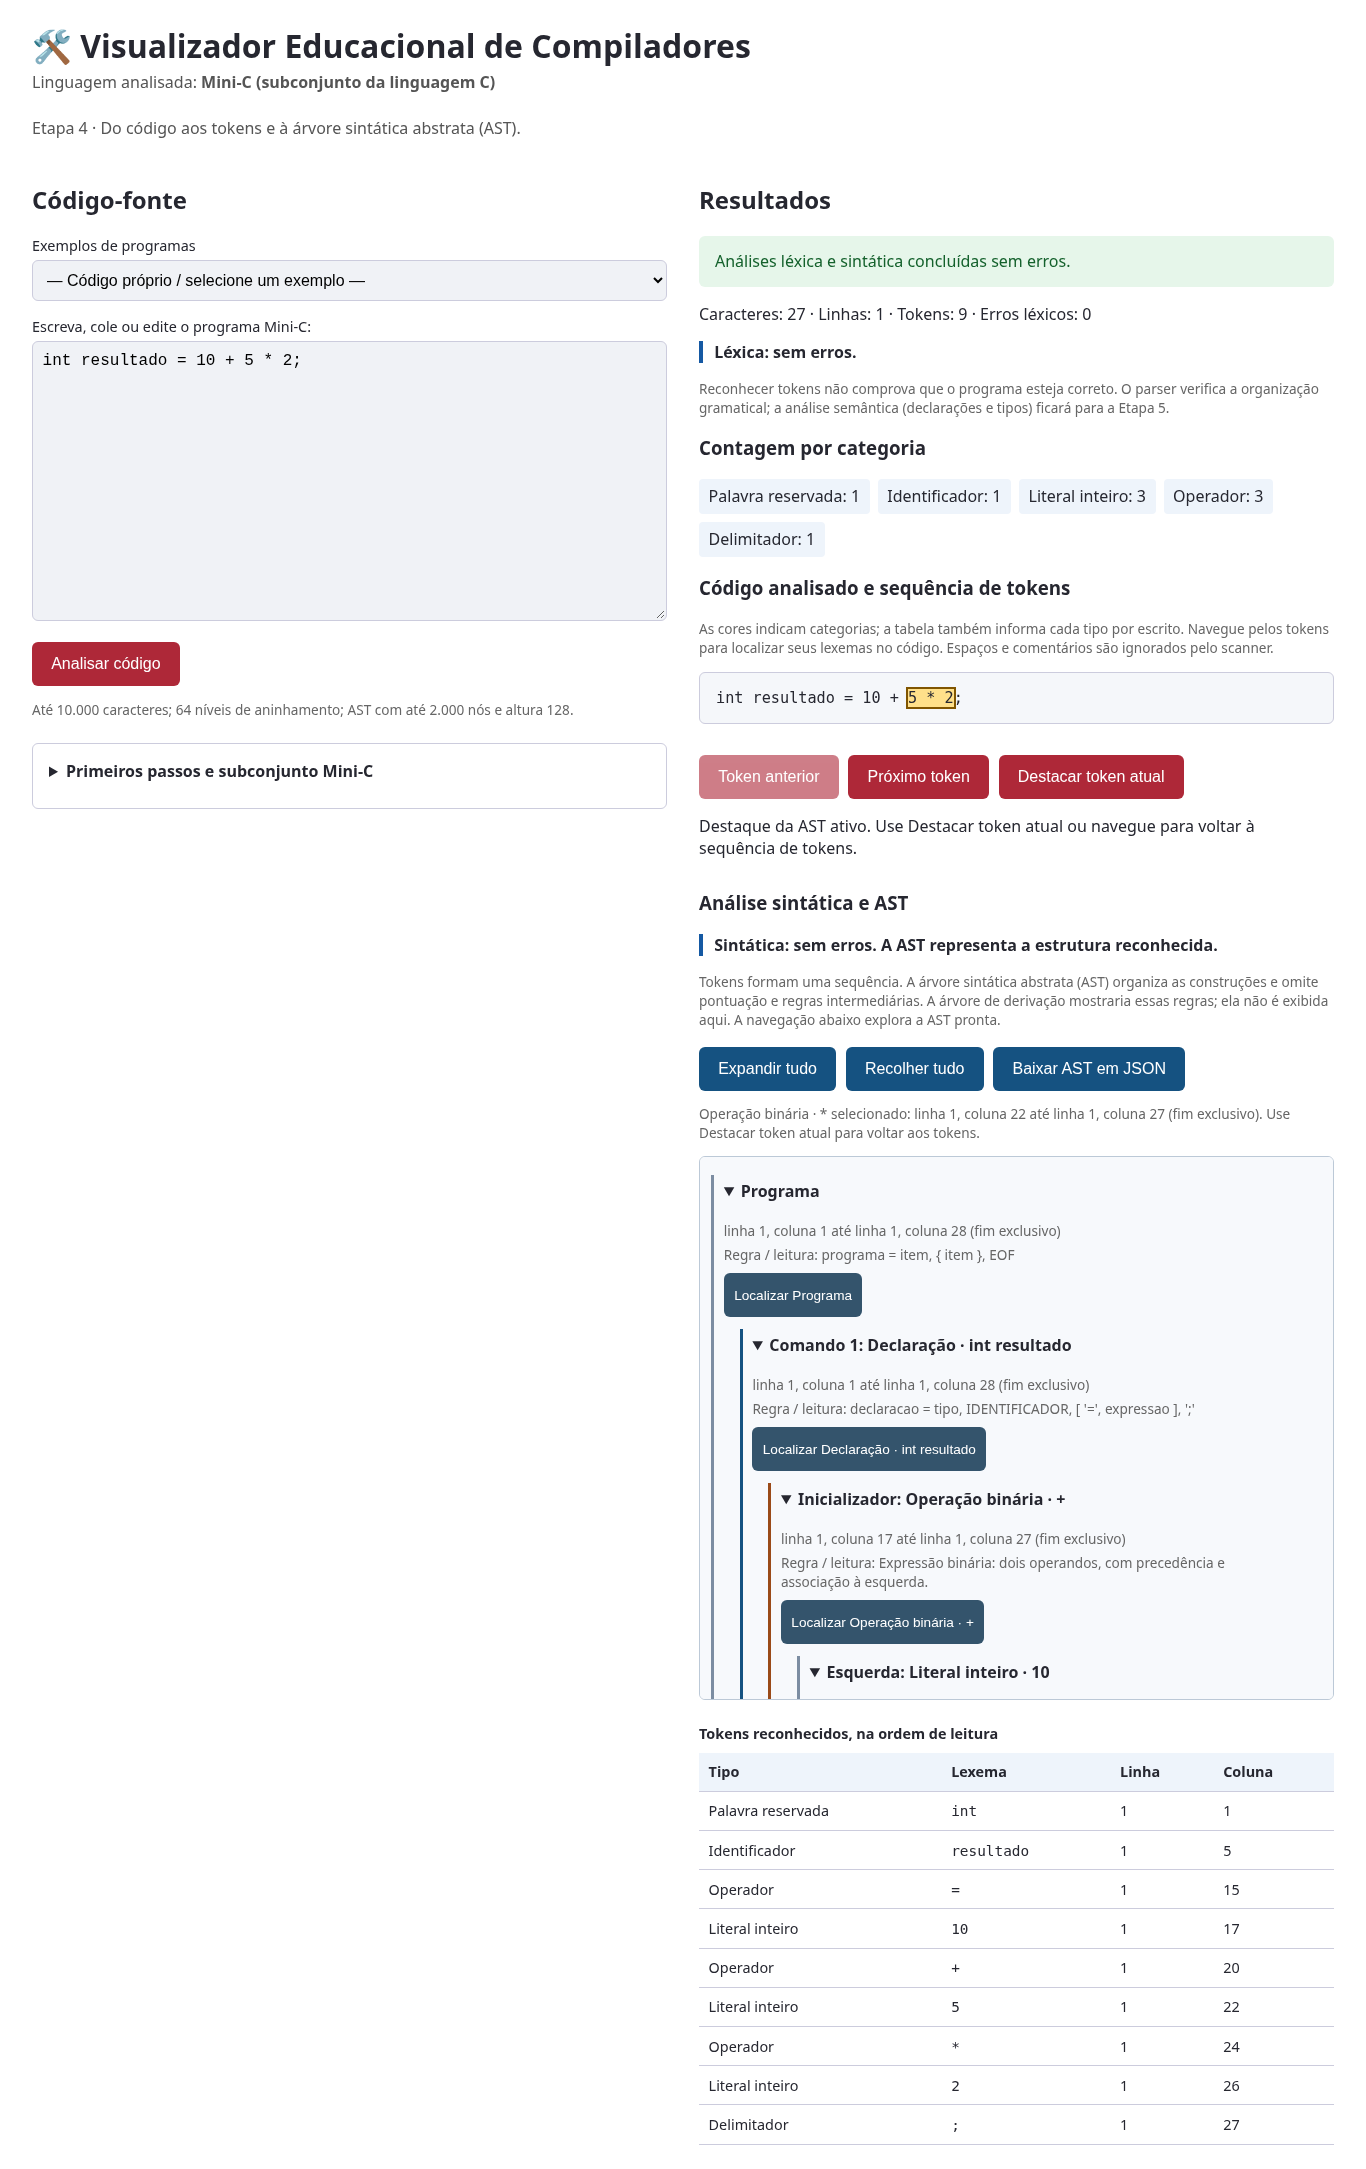 🛠️ Visualizador Educacional de Compiladores
Linguagem analisada: Mini-C (subconjunto da linguagem C)
Etapa 4 · Do código aos tokens e à árvore sintática abstrata (AST).
Código-fonte
Exemplos de programas
— Código próprio / selecione um exemplo —
Escreva, cole ou edite o programa Mini-C:
int resultado = 10 + 5 * 2;
Analisar código
Até 10.000 caracteres; 64 níveis de aninhamento; AST com até 2.000 nós e altura 128.
▶ Primeiros passos e subconjunto Mini-C
Resultados
Análises léxica e sintática concluídas sem erros.
Caracteres: 27 · Linhas: 1 · Tokens: 9 · Erros léxicos: 0
Léxica: sem erros.
Reconhecer tokens não comprova que o programa esteja correto. O parser verifica a organização
gramatical; a análise semântica (declarações e tipos) ficará para a Etapa 5.
Contagem por categoria
Palavra reservada: 1 Identificador: 1 Literal inteiro: 3 Operador: 3
Delimitador: 1
Código analisado e sequência de tokens
As cores indicam categorias; a tabela também informa cada tipo por escrito. Navegue pelos tokens
para localizar seus lexemas no código. Espaços e comentários são ignorados pelo scanner.
int resultado = 10 + 5 * 2;
Token anterior Próximo token Destacar token atual
Destaque da AST ativo. Use Destacar token atual ou navegue para voltar à
sequência de tokens.
Análise sintática e AST
Sintática: sem erros. A AST representa a estrutura reconhecida.
Tokens formam uma sequência. A árvore sintática abstrata (AST) organiza as construções e omite
pontuação e regras intermediárias. A árvore de derivação mostraria essas regras; ela não é exibida
aqui. A navegação abaixo explora a AST pronta.
Expandir tudo Recolher tudo Baixar AST em JSON
Operação binária · * selecionado: linha 1, coluna 22 até linha 1, coluna 27 (fim exclusivo). Use
Destacar token atual para voltar aos tokens.
▼ Programa
linha 1, coluna 1 até linha 1, coluna 28 (fim exclusivo)
Regra / leitura: programa = item, { item }, EOF
Localizar Programa
▼ Comando 1: Declaração · int resultado
linha 1, coluna 1 até linha 1, coluna 28 (fim exclusivo)
Regra / leitura: declaracao = tipo, IDENTIFICADOR, [ '=', expressao ], ';'
Localizar Declaração · int resultado
▼ Inicializador: Operação binária · +
linha 1, coluna 17 até linha 1, coluna 27 (fim exclusivo)
Regra / leitura: Expressão binária: dois operandos, com precedência e
associação à esquerda.
Localizar Operação binária · +
▼ Esquerda: Literal inteiro · 10
Tokens reconhecidos, na ordem de leitura
Tipo Lexema Linha Coluna
Palavra reservada int 1 1
Identificador resultado 1 5
Operador = 1 15
Literal inteiro 10 1 17
Operador + 1 20
Literal inteiro 5 1 22
Operador * 1 24
Literal inteiro 2 1 26
Delimitador ; 1 27